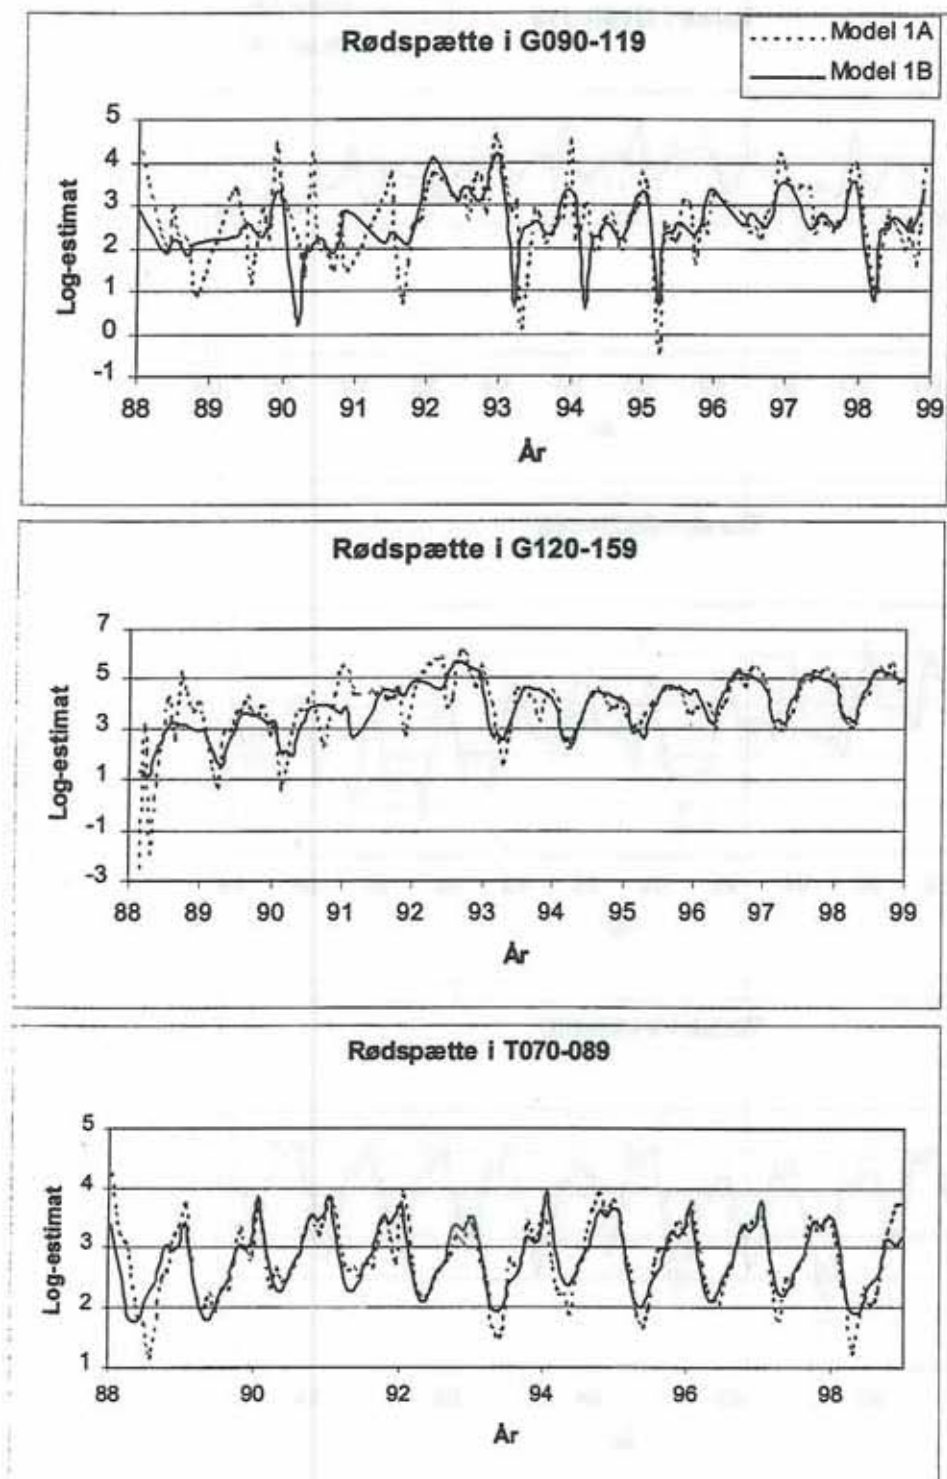 Rødspætte i G090-119
Model 1A
Model 1B
Log-estimat
5
4
3
2
1
0
-1
88 89 90 91 92 93 94 95 96 97 98 99
År
Rødspætte i G120-159
Log-estimat
7
5
3
1
-1
-3
88 89 90 91 92 93 94 95 96 97 98 99
År
Rødspætte i T070-089
Log-estimat
5
4
3
2
1
88 90 92 94 96 98
År